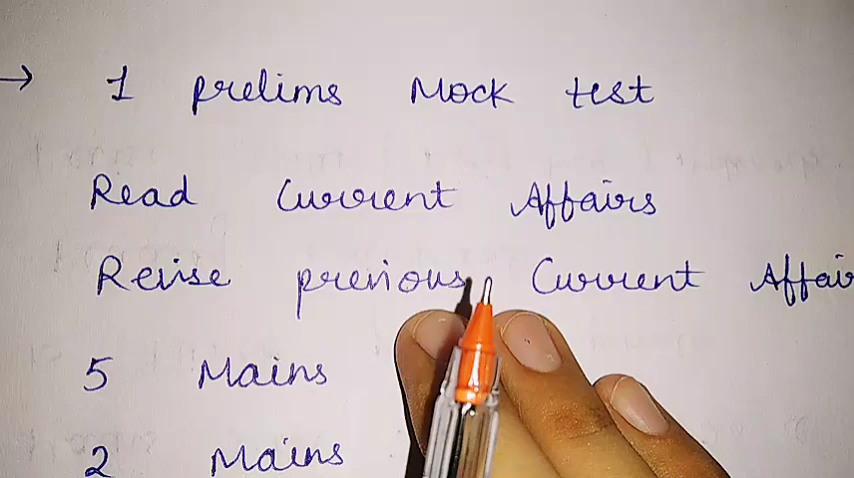 → 1 prelims Mock test
Read Current Affairs
Revise previous Current Affair
5 Mains
2 Mains